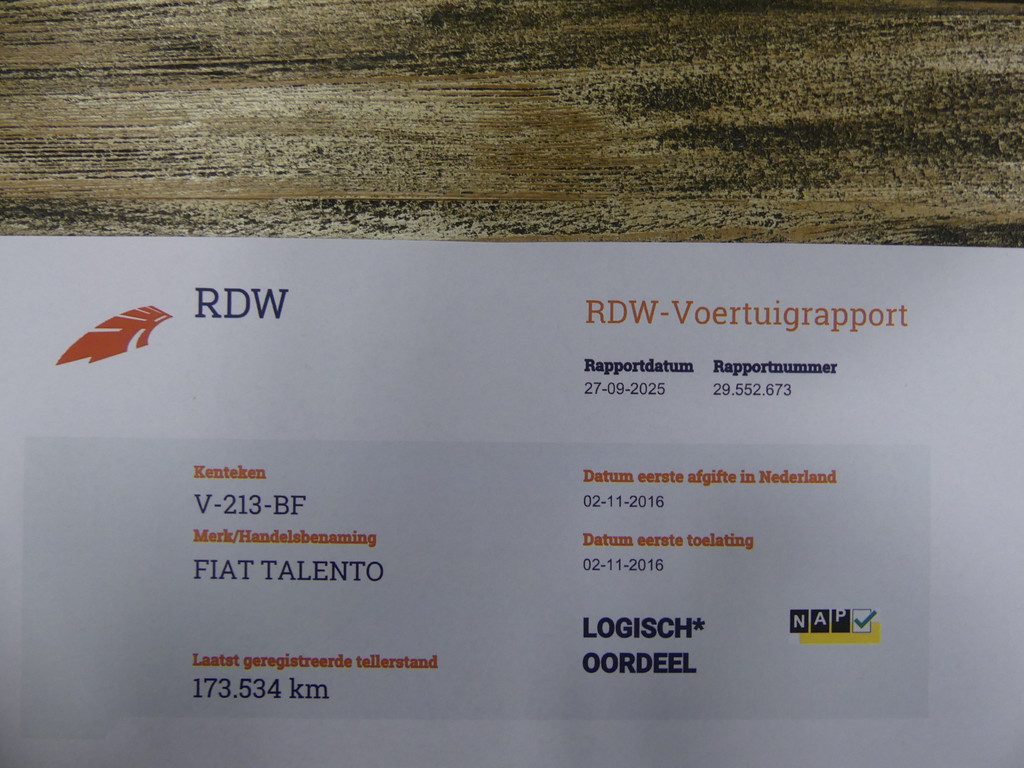 RDW
RDW-Voertuigrapport
Rapportdatum Rapportnummer
27-09-2025 29.552.673
Kenteken
V-213-BF
Merk/Handelsbenaming
FIAT TALENTO
Laatst geregistreerde tellerstand
173.534 km
Datum eerste afgifte in Nederland
02-11-2016
Datum eerste toelating
02-11-2016
LOGISCH*
OORDEEL
NAP